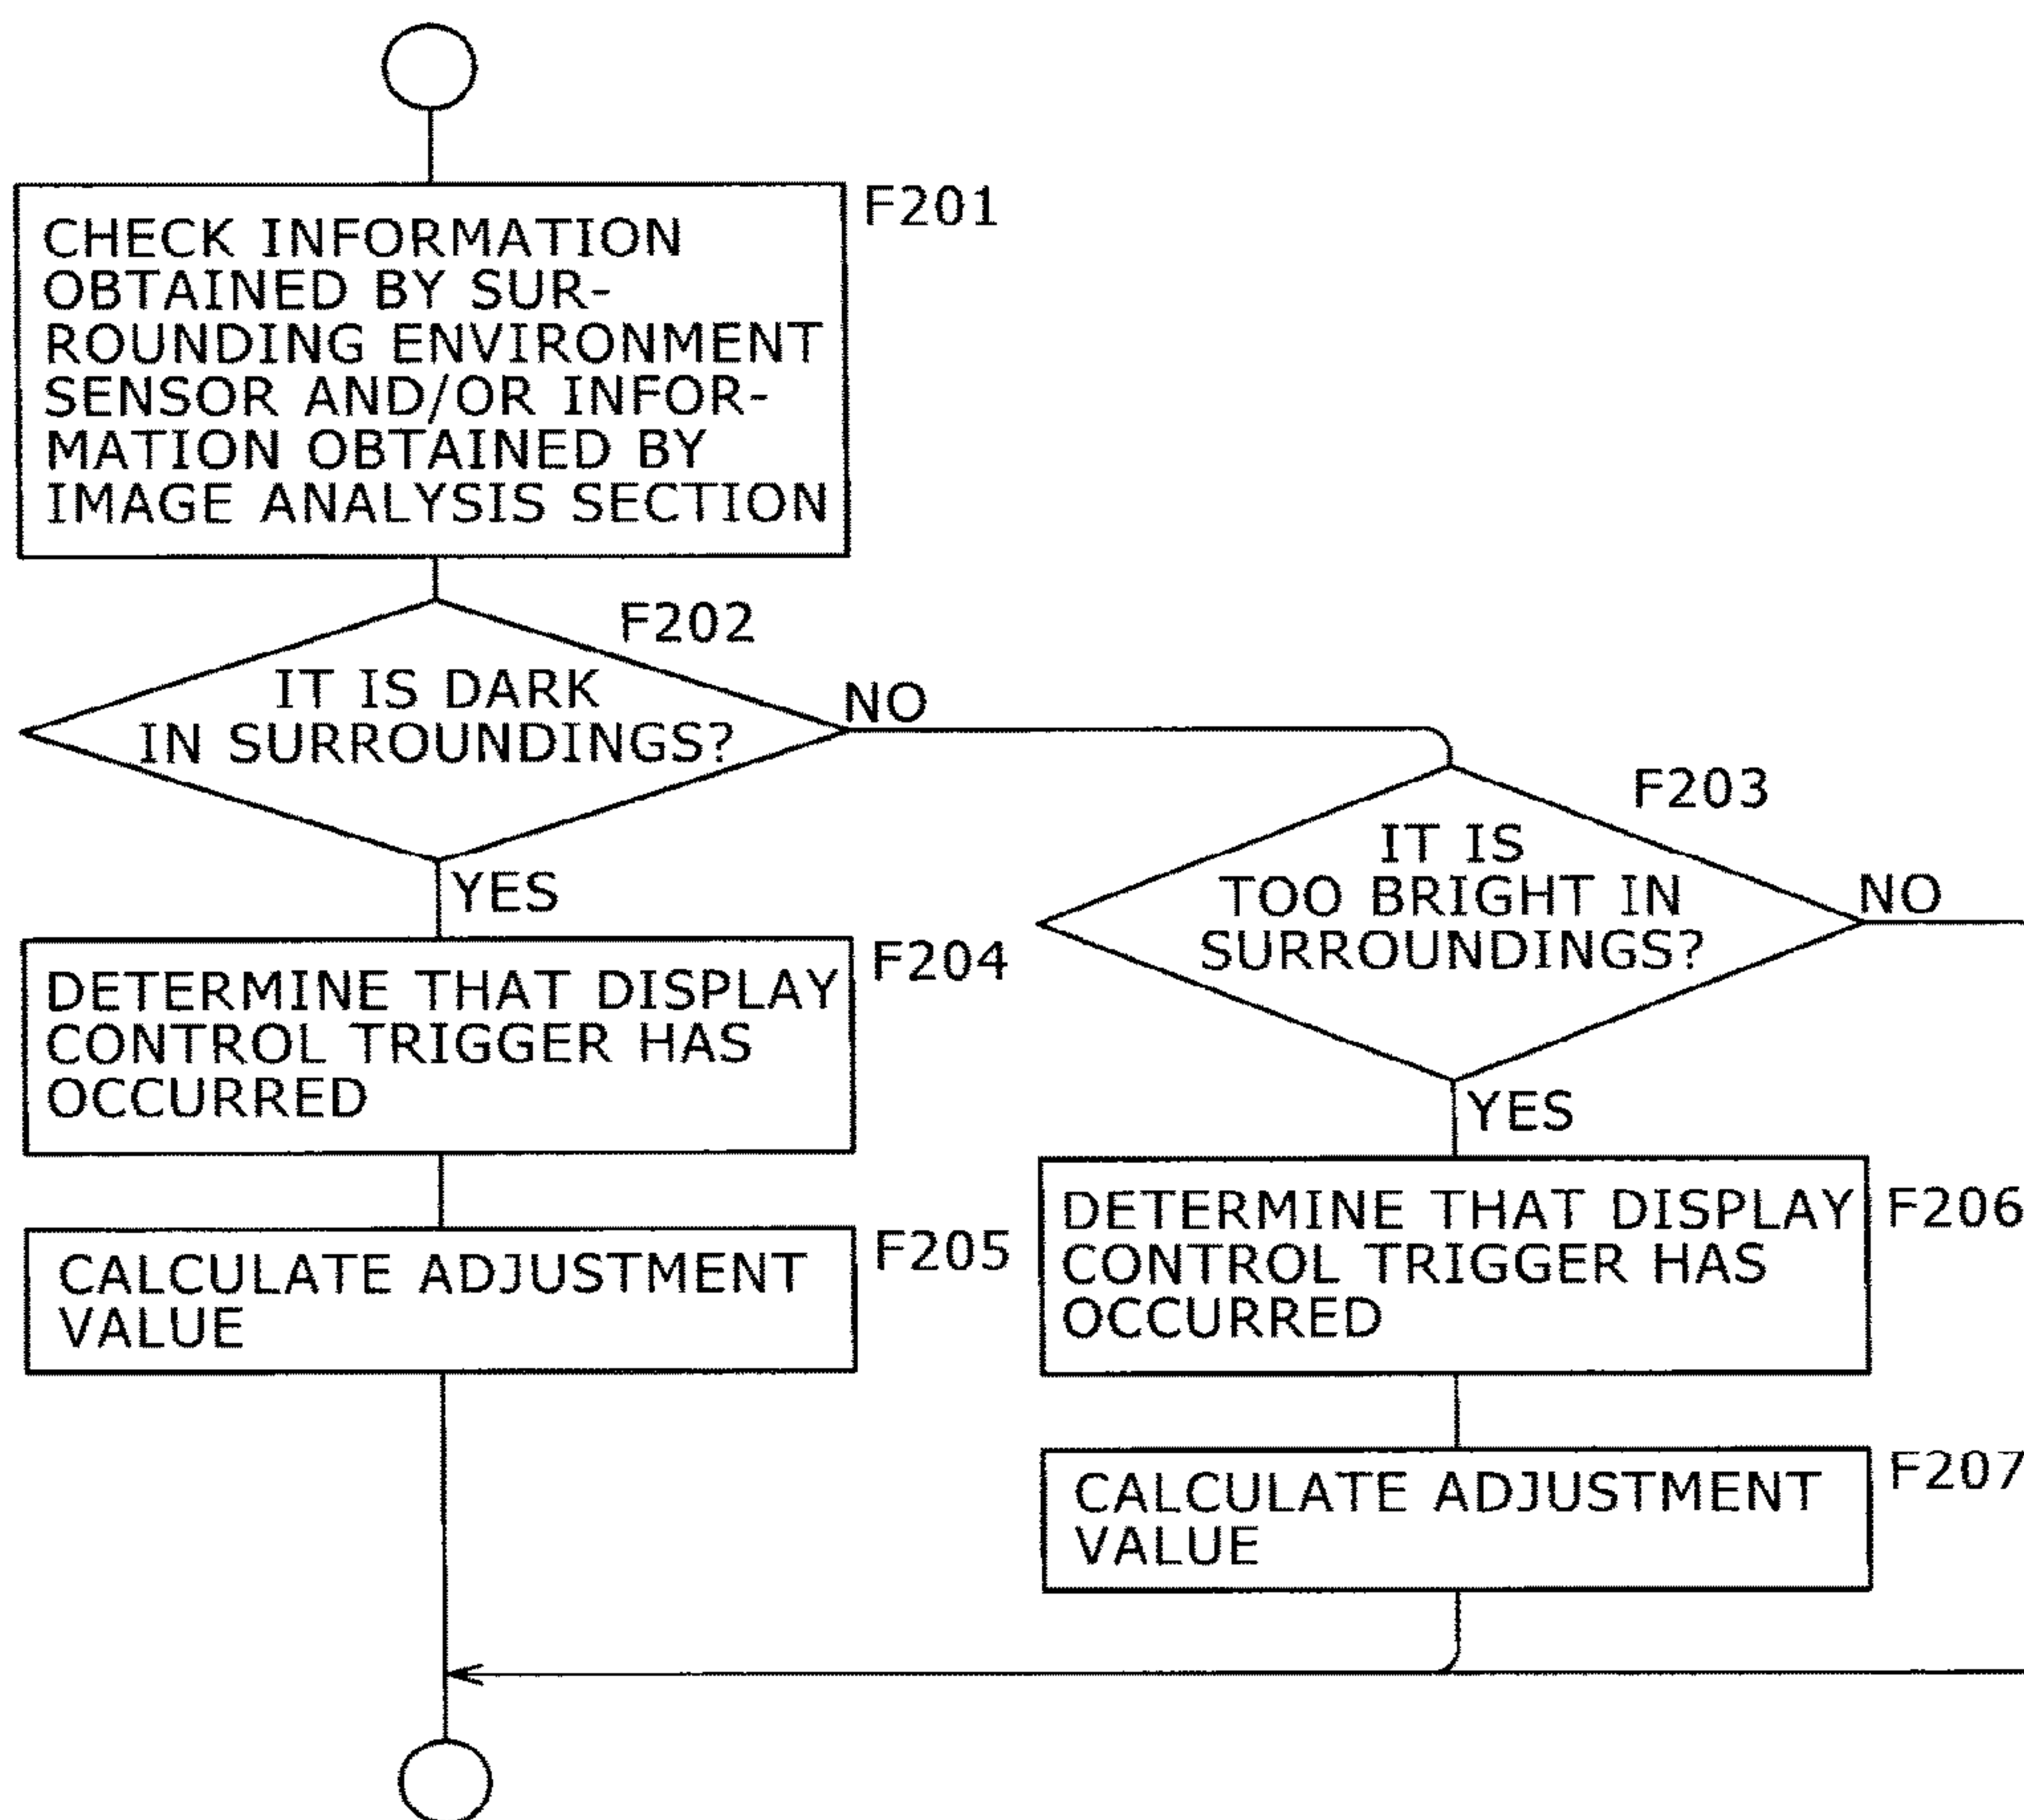 F201
CHECK INFORMATION
OBTAINED BY SUR-
ROUNDING ENVIRONMENT
SENSOR AND/OR INFOR-
MATION OBTAINED BY
IMAGE ANALYSIS SECTION
F202
IT IS DARK
IN SURROUNDINGS?
NO
YES
F203
IT IS
TOO BRIGHT IN
SURROUNDINGS?
NO
YES
F204
DETERMINE THAT DISPLAY
CONTROL TRIGGER HAS
OCCURRED
F205
CALCULATE ADJUSTMENT
VALUE
F206
DETERMINE THAT DISPLAY
CONTROL TRIGGER HAS
OCCURRED
F207
CALCULATE ADJUSTMENT
VALUE